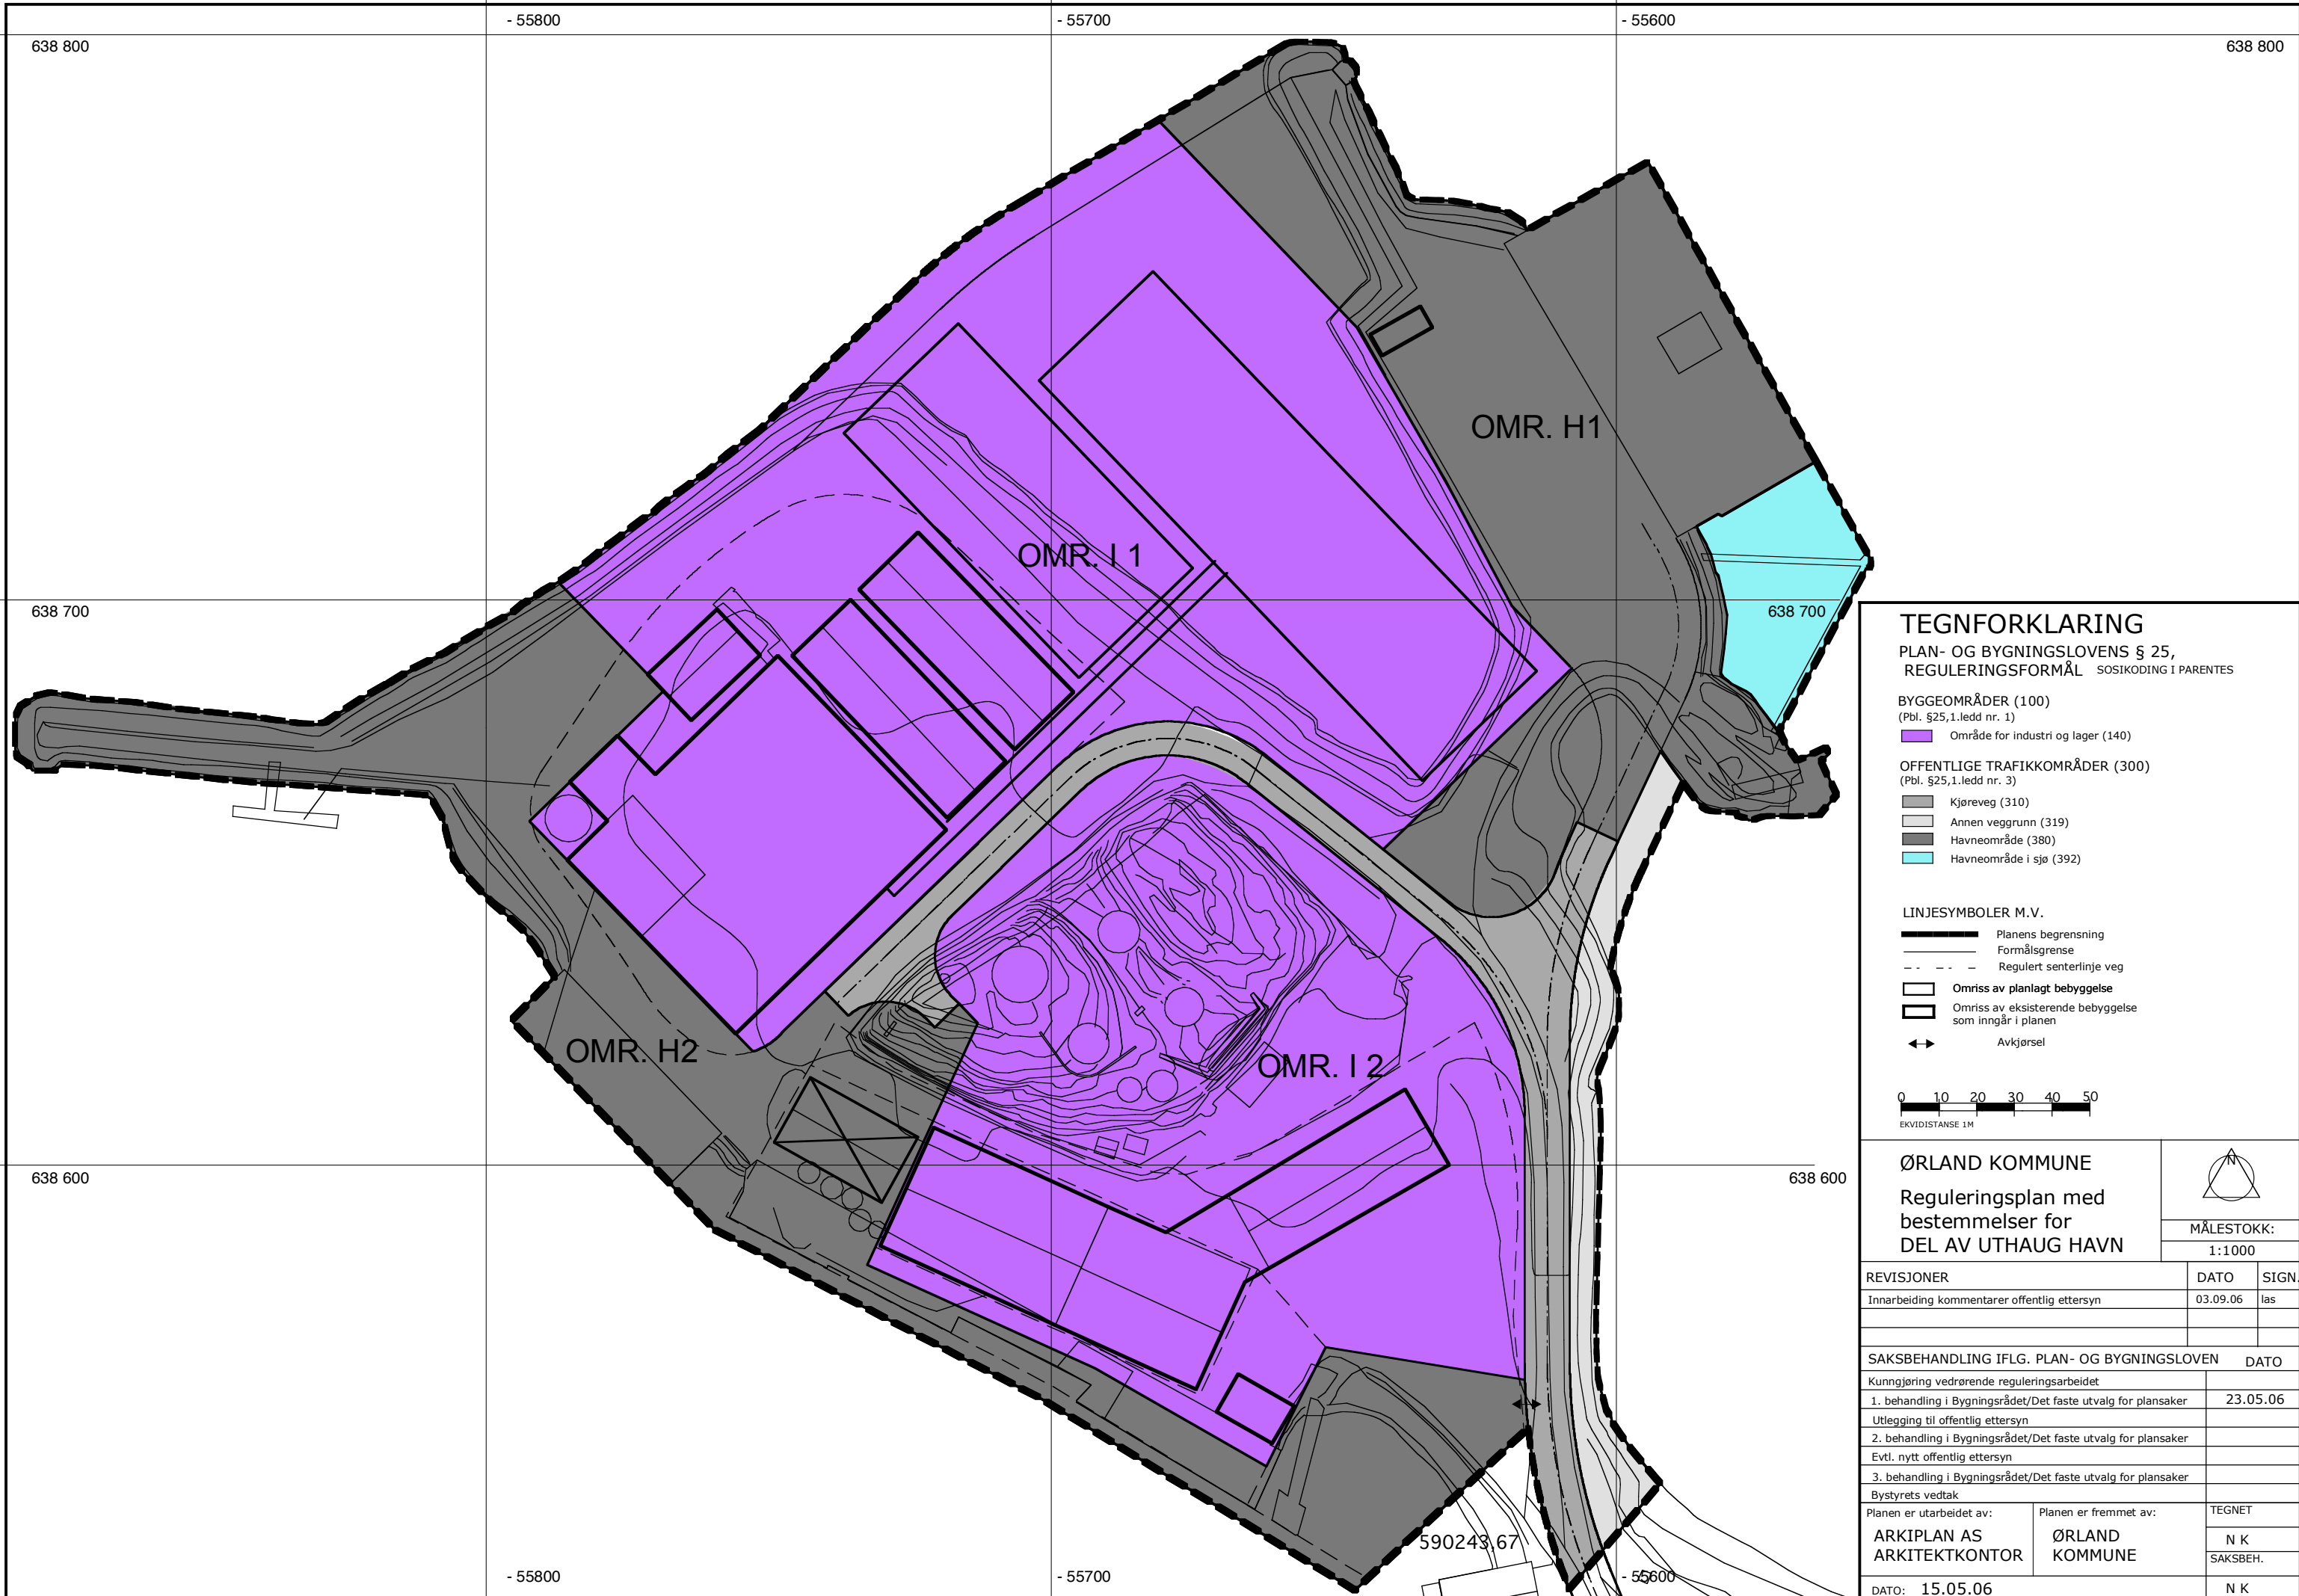 - 55800
- 55700
- 55600
638 800
638 800
OMR. H1
OMR. I 1
638 700
638 700
OMR. H2
OMR. I 2
638 600
638 600
590243,67
- 55800
- 55700
- 55600
TEGNFORKLARING
PLAN- OG BYGNINGSLOVENS § 25,
REGULERINGSFORMÅL SOSIKODING I PARENTES
BYGGEOMRÅDER (100)
(Pbl. §25,1.ledd nr. 1)
Område for industri og lager (140)
OFFENTLIGE TRAFIKKOMRÅDER (300)
(Pbl. §25,1.ledd nr. 3)
Kjøreveg (310)
Annen veggrunn (319)
Havneområde (380)
Havneområde i sjø (392)
LINJESYMBOLER M.V.
Planens begrensning
Formålsgrense
Regulert senterlinje veg
Omriss av planlagt bebyggelse
Omriss av eksisterende bebyggelse
som inngår i planen
Avkjørsel
0 10 20 30 40 50
EKVIDISTANSE 1M
ØRLAND KOMMUNE
Reguleringsplan med
bestemmelser for
DEL AV UTHAUG HAVN
N
MÅLESTOKK:
1:1000
REVISJONER DATO SIGN.
Innarbeiding kommentarer offentlig ettersyn 03.09.06 las
SAKSBEHANDLING IFLG. PLAN- OG BYGNINGSLOVEN DATO
Kunngjøring vedrørende reguleringsarbeidet
1. behandling i Bygningsrådet/Det faste utvalg for plansaker 23.05.06
Utlegging til offentlig ettersyn
2. behandling i Bygningsrådet/Det faste utvalg for plansaker
Evtl. nytt offentlig ettersyn
3. behandling i Bygningsrådet/Det faste utvalg for plansaker
Bystyrets vedtak
Planen er utarbeidet av:
ARKIPLAN AS
ARKITEKTKONTOR
Planen er fremmet av:
ØRLAND
KOMMUNE
TEGNET
N K
SAKSBEH.
N K
DATO: 15.05.06